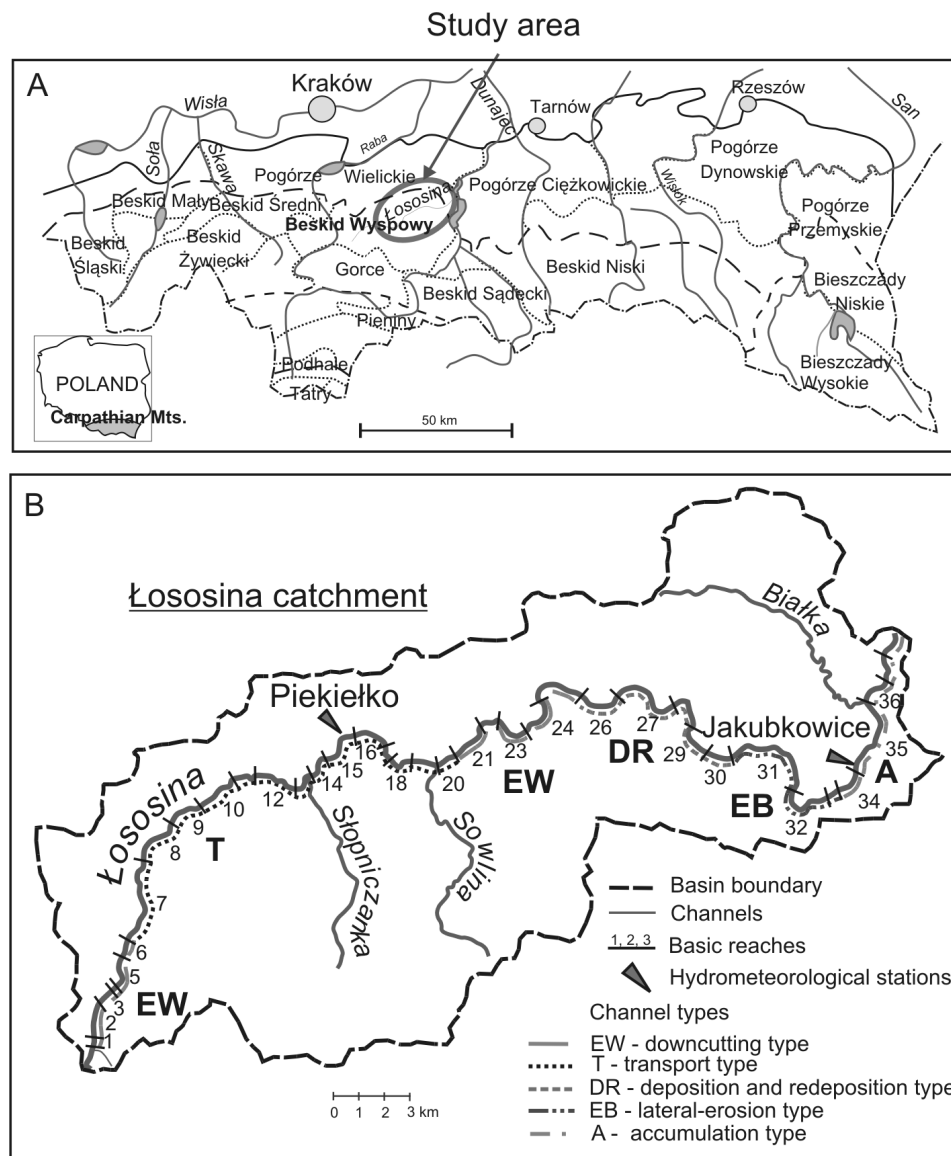 Study area
A
Kraków
Wisła
Soła
Skawa
Raba
Dunajec
Tarnów
Rzeszów
San
Wisłok
Pogórze
Wielickie
Łososina
Pogórze Ciężkowickie
Pogórze
Dynowskie
Pogórze
Przemyskie
Beskid Mały
Beskid Średni
Beskid Wyspowy
Beskid
Śląski
Beskid
Żywiecki
Gorce
Beskid Sądecki
Beskid Niski
Bieszczady
Niskie
Bieszczady
Wysokie
Pieniny
Podhale
Tatry
POLAND
Carpathian Mts.
50 km
B
Łososina catchment
Białka
Piekiełko
Jakubkowice
Łososina
Słopniczanka
Sowlina
EW
T
EW
DR
EB
A
1
2
3
5
6
7
8
9
10
12
14
15
16
18
20
21
23
24
26
27
29
30
31
32
34
35
36
Basin boundary
Channels
1, 2, 3 Basic reaches
Hydrometeorological stations
Channel types
EW - downcutting type
T - transport type
DR - deposition and redeposition type
EB - lateral-erosion type
A - accumulation type
0 1 2 3 km